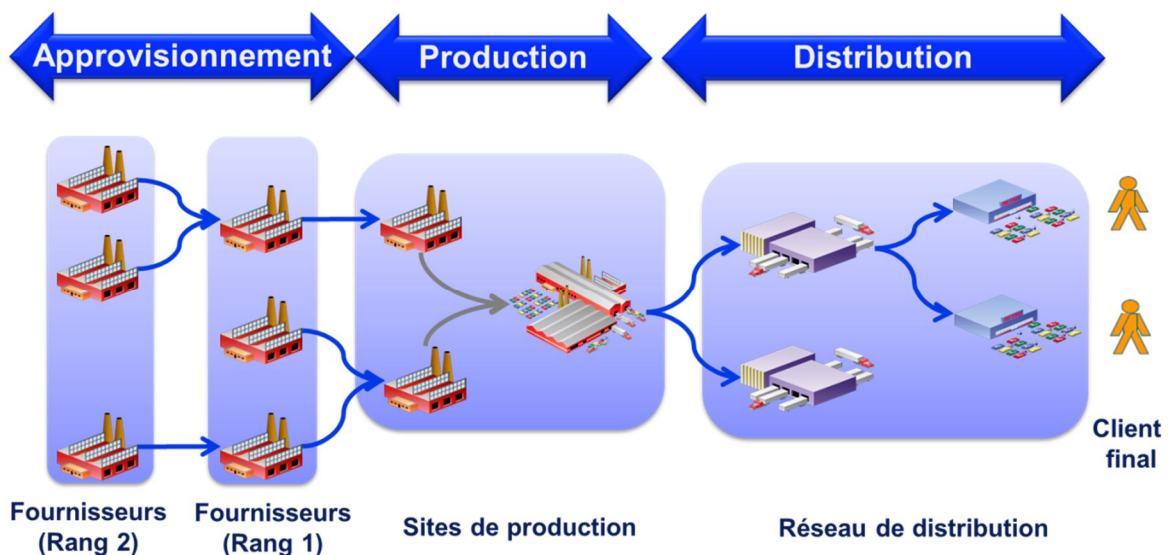 Approvisionnement
Production
Distribution
Client
final
Fournisseurs
(Rang 2)
Fournisseurs
(Rang 1)
Sites de production
Réseau de distribution